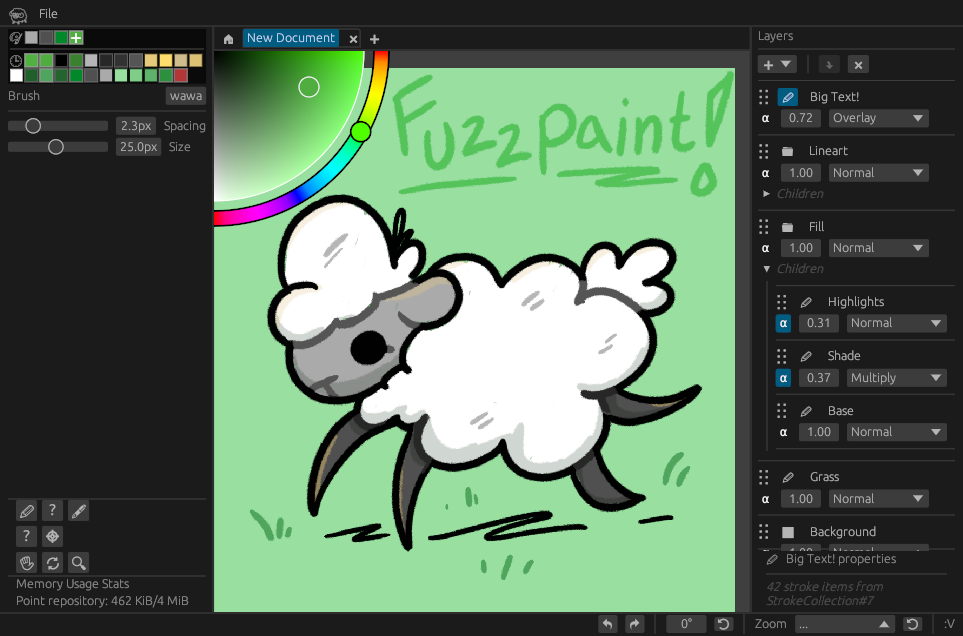 File
New Document
Brush
wawa
2.3px Spacing
25.0px Size
Fuzzpaint!!
Layers
Big Text!
α 0.72 Overlay
Lineart
α 1.00 Normal
Children
Fill
α 1.00 Normal
Children
Highlights
α 0.31 Normal
Shade
α 0.37 Multiply
Base
α 1.00 Normal
Grass
α 1.00 Normal
Background
Big Text! properties
42 stroke items from
StrokeCollection#7
? 
?
Memory Usage Stats
Point repository: 462 KiB/4 MiB
0°
Zoom ...
:V